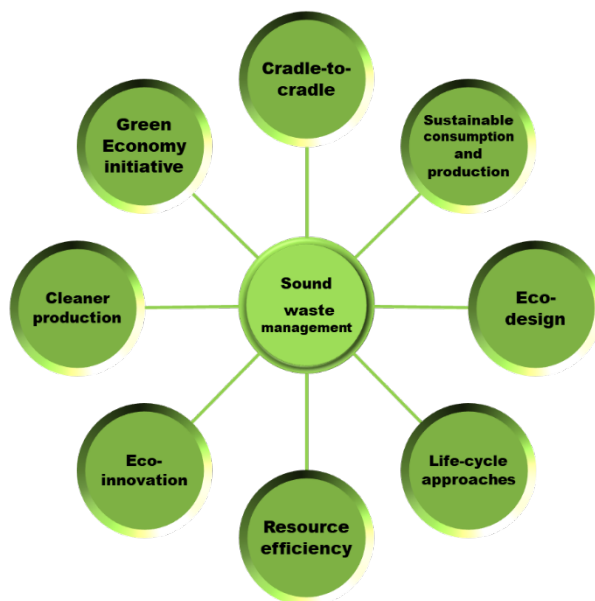 Cradle-to-
cradle
Sustainable
consumption
and
production
Eco-
design
Life-cycle
approaches
Resource
efficiency
Eco-
innovation
Cleaner
production
Green
Economy
initiative
Sound
waste
management